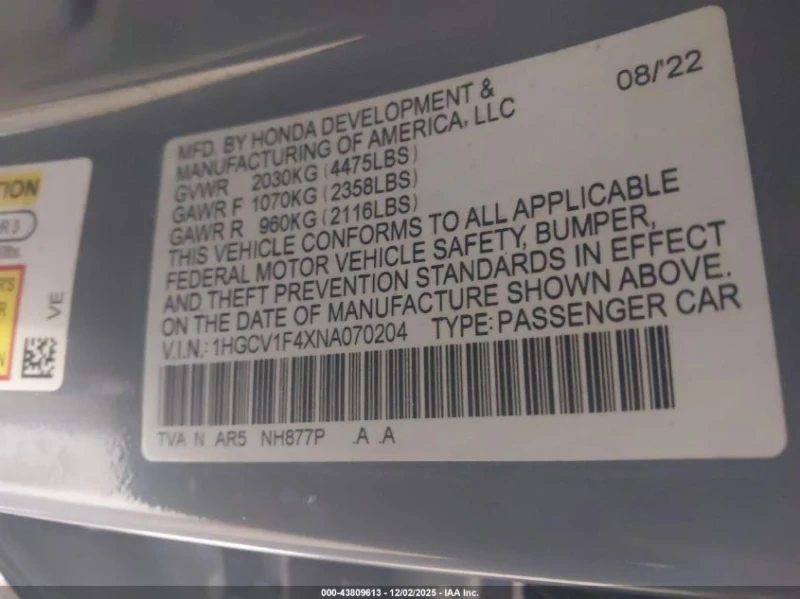 08/'22
MFD. BY HONDA DEVELOPMENT &
MANUFACTURING OF AMERICA, LLC
GVWR 2030KG (4475LBS)
GAWR F 1070KG (2358LBS)
GAWR R 960KG (2116LBS)
THIS VEHICLE CONFORMS TO ALL APPLICABLE
FEDERAL MOTOR VEHICLE SAFETY, BUMPER,
AND THEFT PREVENTION STANDARDS IN EFFECT
ON THE DATE OF MANUFACTURE SHOWN ABOVE.
V.I.N.: 1HGCV1F4XNA070204 TYPE: PASSENGER CAR
TVA N AR5 NH877P .A .A
TION
R 3
VE
000-43809613 - 12/02/2025 - IAA Inc.